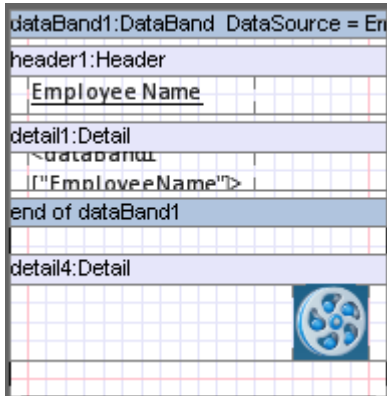 dataBand1:DataBand DataSource = Em
header1:Header
Employee Name
detail1:Detail
<dataBand1
["EmployeeName"]>
end of dataBand1
detail4:Detail